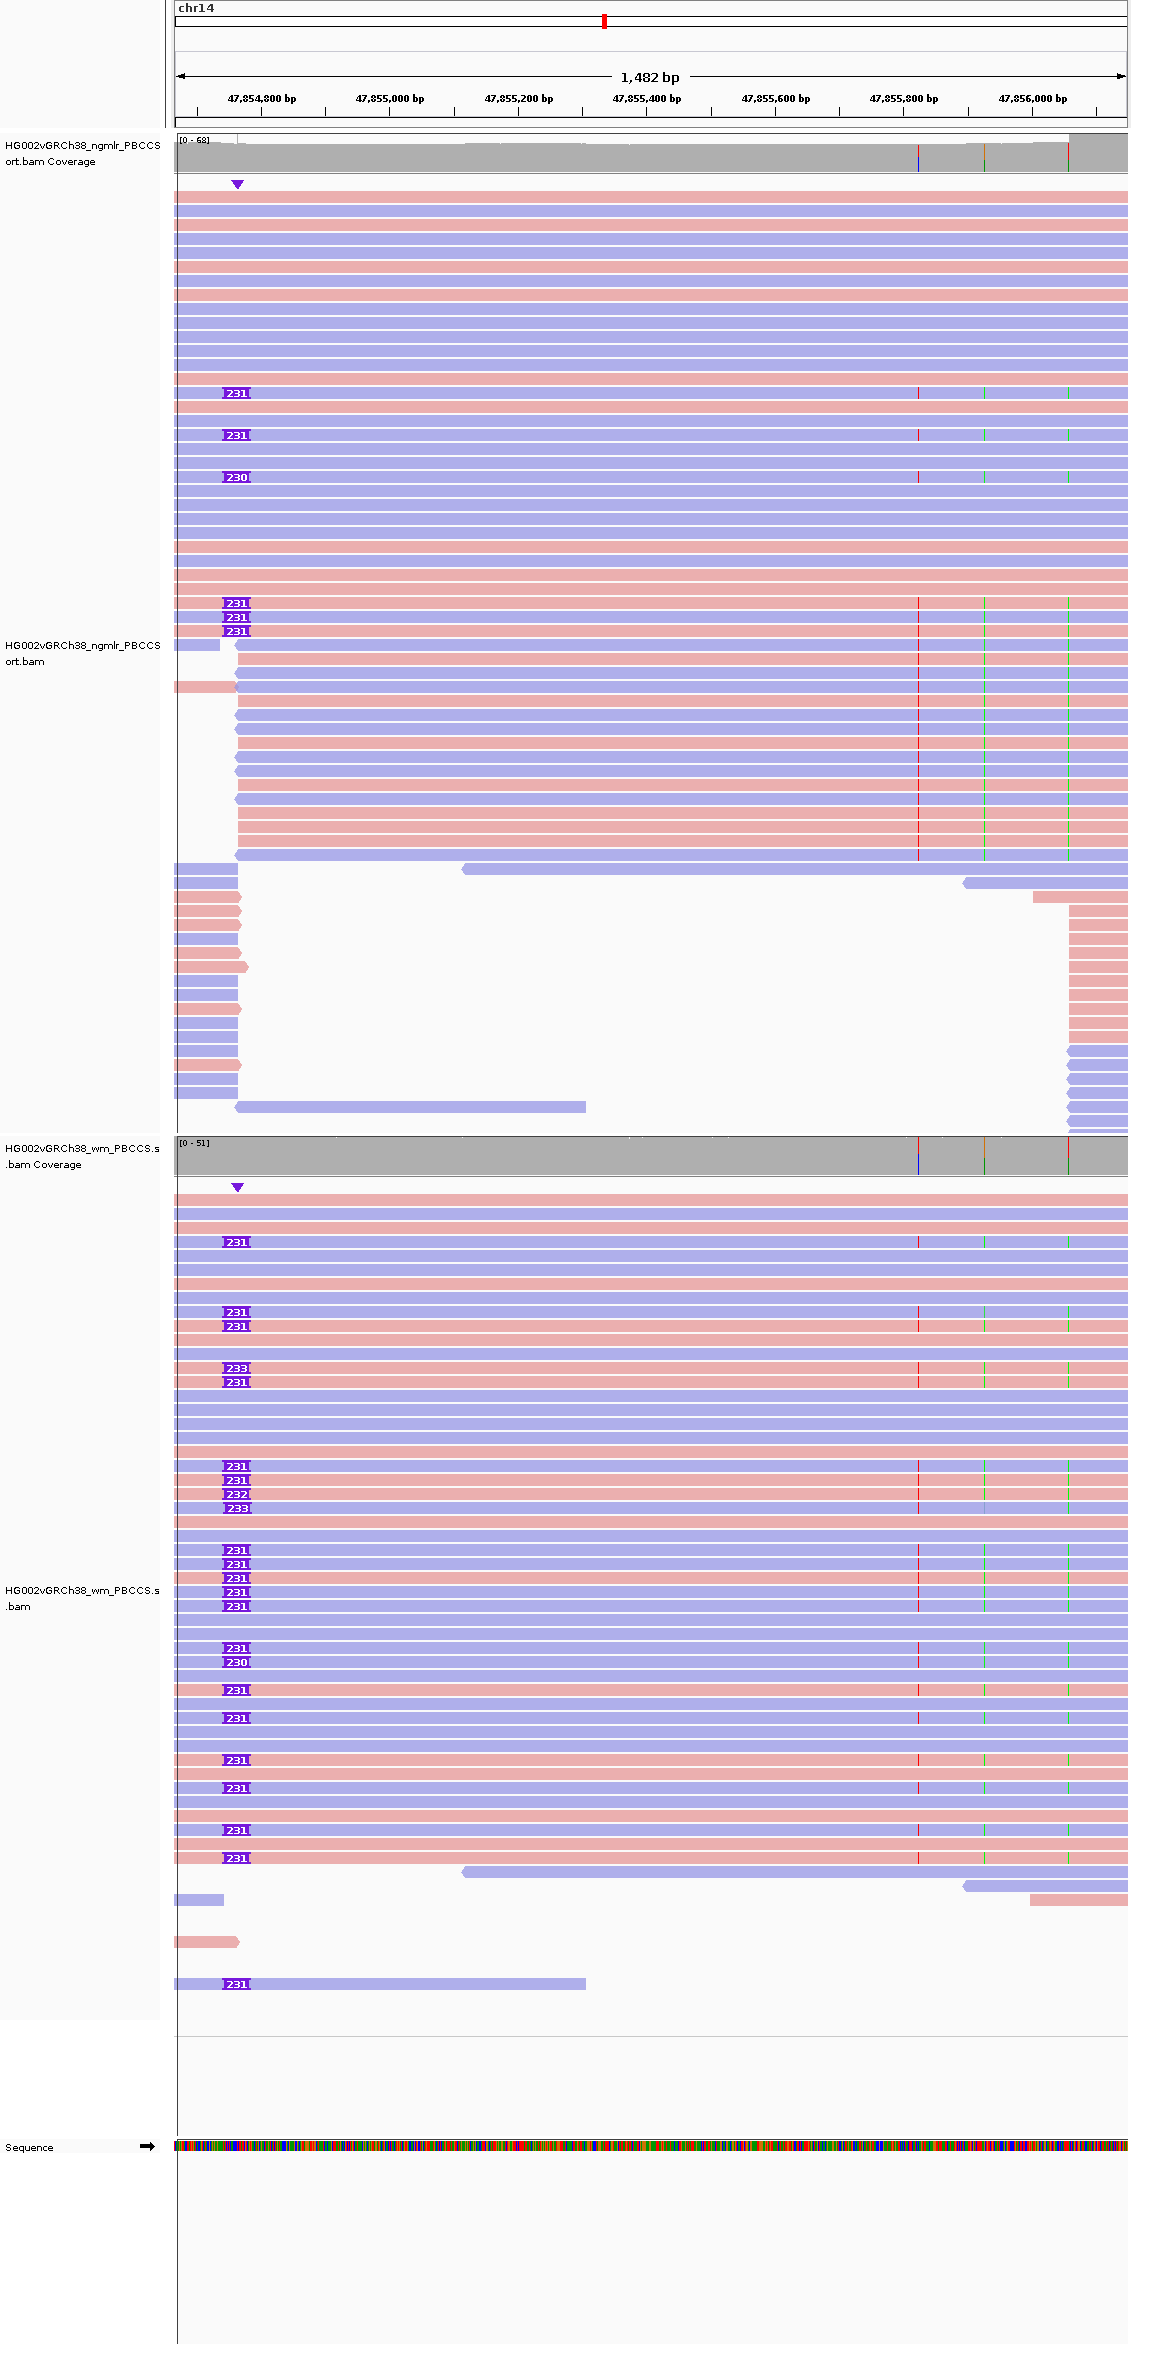 chr14
1,482 bp
47,854,800 bp 47,855,000 bp 47,855,200 bp 47,855,400 bp 47,855,600 bp 47,855,800 bp 47,856,000 bp
HG002vGRCh38_ngmlr_PBCCS
ort.bam Coverage
[0 - 68]
231
231
230
231
231
231
HG002vGRCh38_ngmlr_PBCCS
ort.bam
HG002vGRCh38_wm_PBCCS.s
.bam Coverage
[0 - 51]
231
231
231
233
231
231
231
232
233
231
231
231
231
231
HG002vGRCh38_wm_PBCCS.s
.bam
231
230
231
231
231
231
231
231
231
Sequence